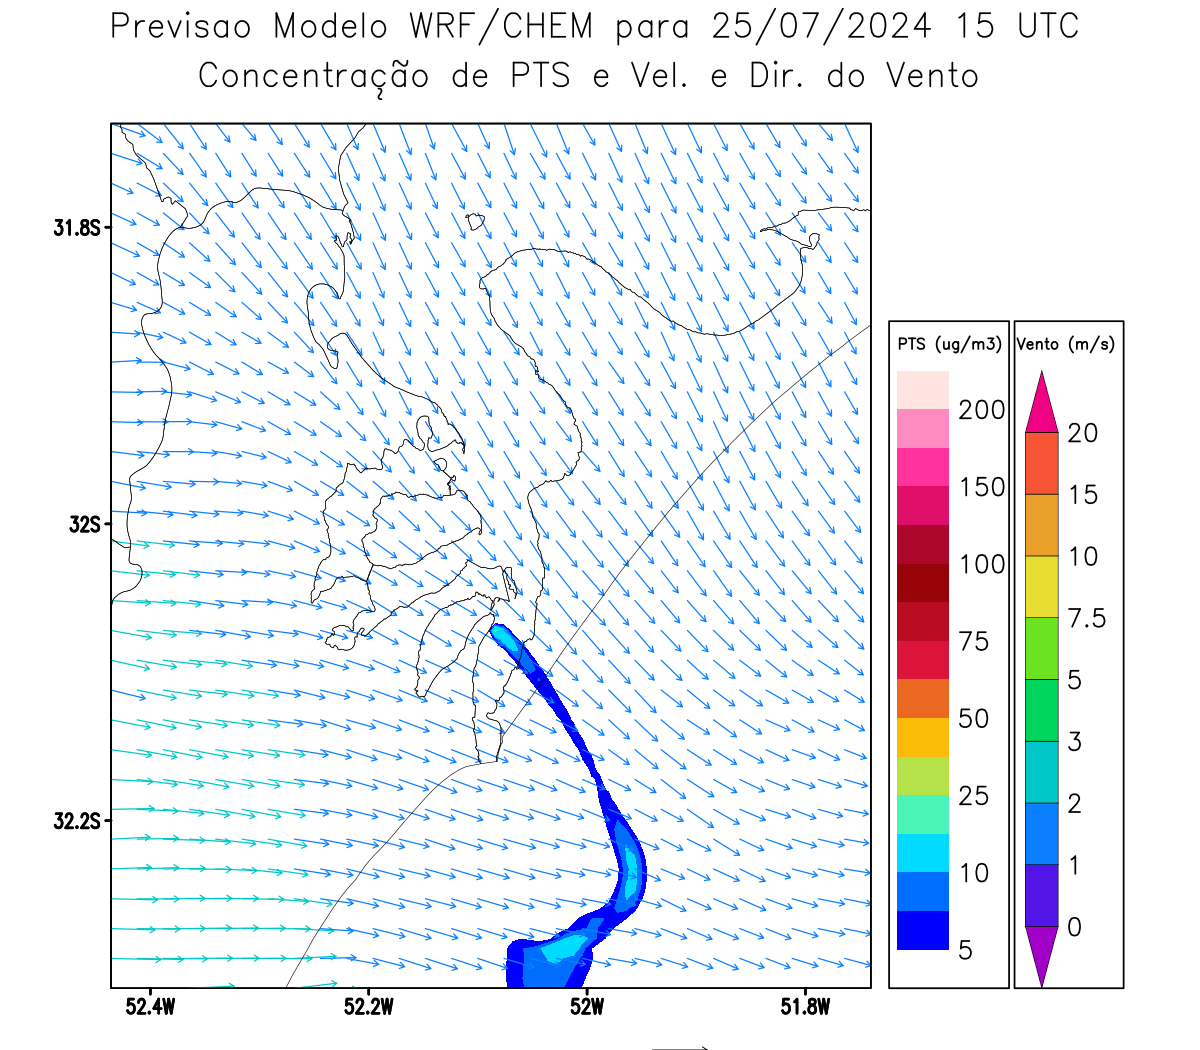 Previsao Modelo WRF/CHEM para 25/07/2024 15 UTC
Concentração de PTS e Vel. e Dir. do Vento
31.8S
32S
32.2S
52.4W
52.2W
52W
51.8W
PTS (ug/m3)
200
150
100
75
50
25
10
5
Vento (m/s)
20
15
10
7.5
5
3
2
1
0